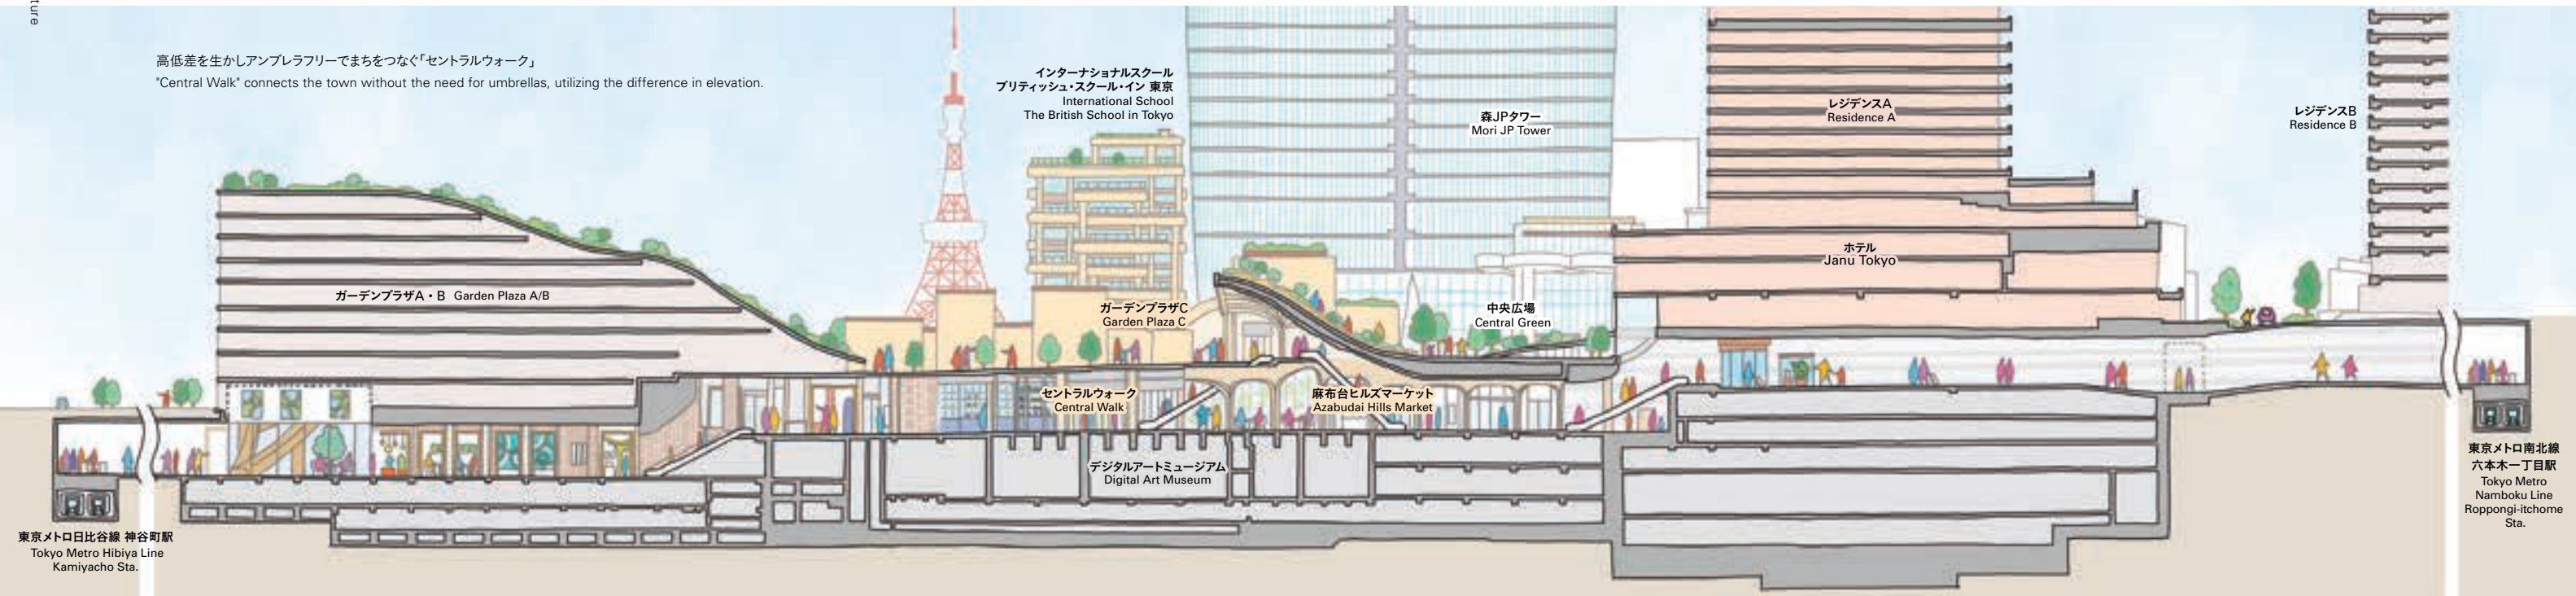 ture
高低差を生かしアンブレラフリーでまちをつなぐ「セントラルウォーク」
"Central Walk" connects the town without the need for umbrellas, utilizing the difference in elevation.
インターナショナルスクール
ブリティッシュ・スクール・イン 東京
International School
The British School in Tokyo
森JPタワー
Mori JP Tower
レジデンスA
Residence A
レジデンスB
Residence B
ホテル
Janu Tokyo
ガーデンプラザA・B Garden Plaza A/B
ガーデンプラザC
Garden Plaza C
中央広場
Central Green
セントラルウォーク
Central Walk
麻布台ヒルズマーケット
Azabudai Hills Market
デジタルアートミュージアム
Digital Art Museum
東京メトロ日比谷線 神谷町駅
Tokyo Metro Hibiya Line
Kamiyacho Sta.
東京メトロ南北線
六本木一丁目駅
Tokyo Metro
Namboku Line
Roppongi-itchome
Sta.